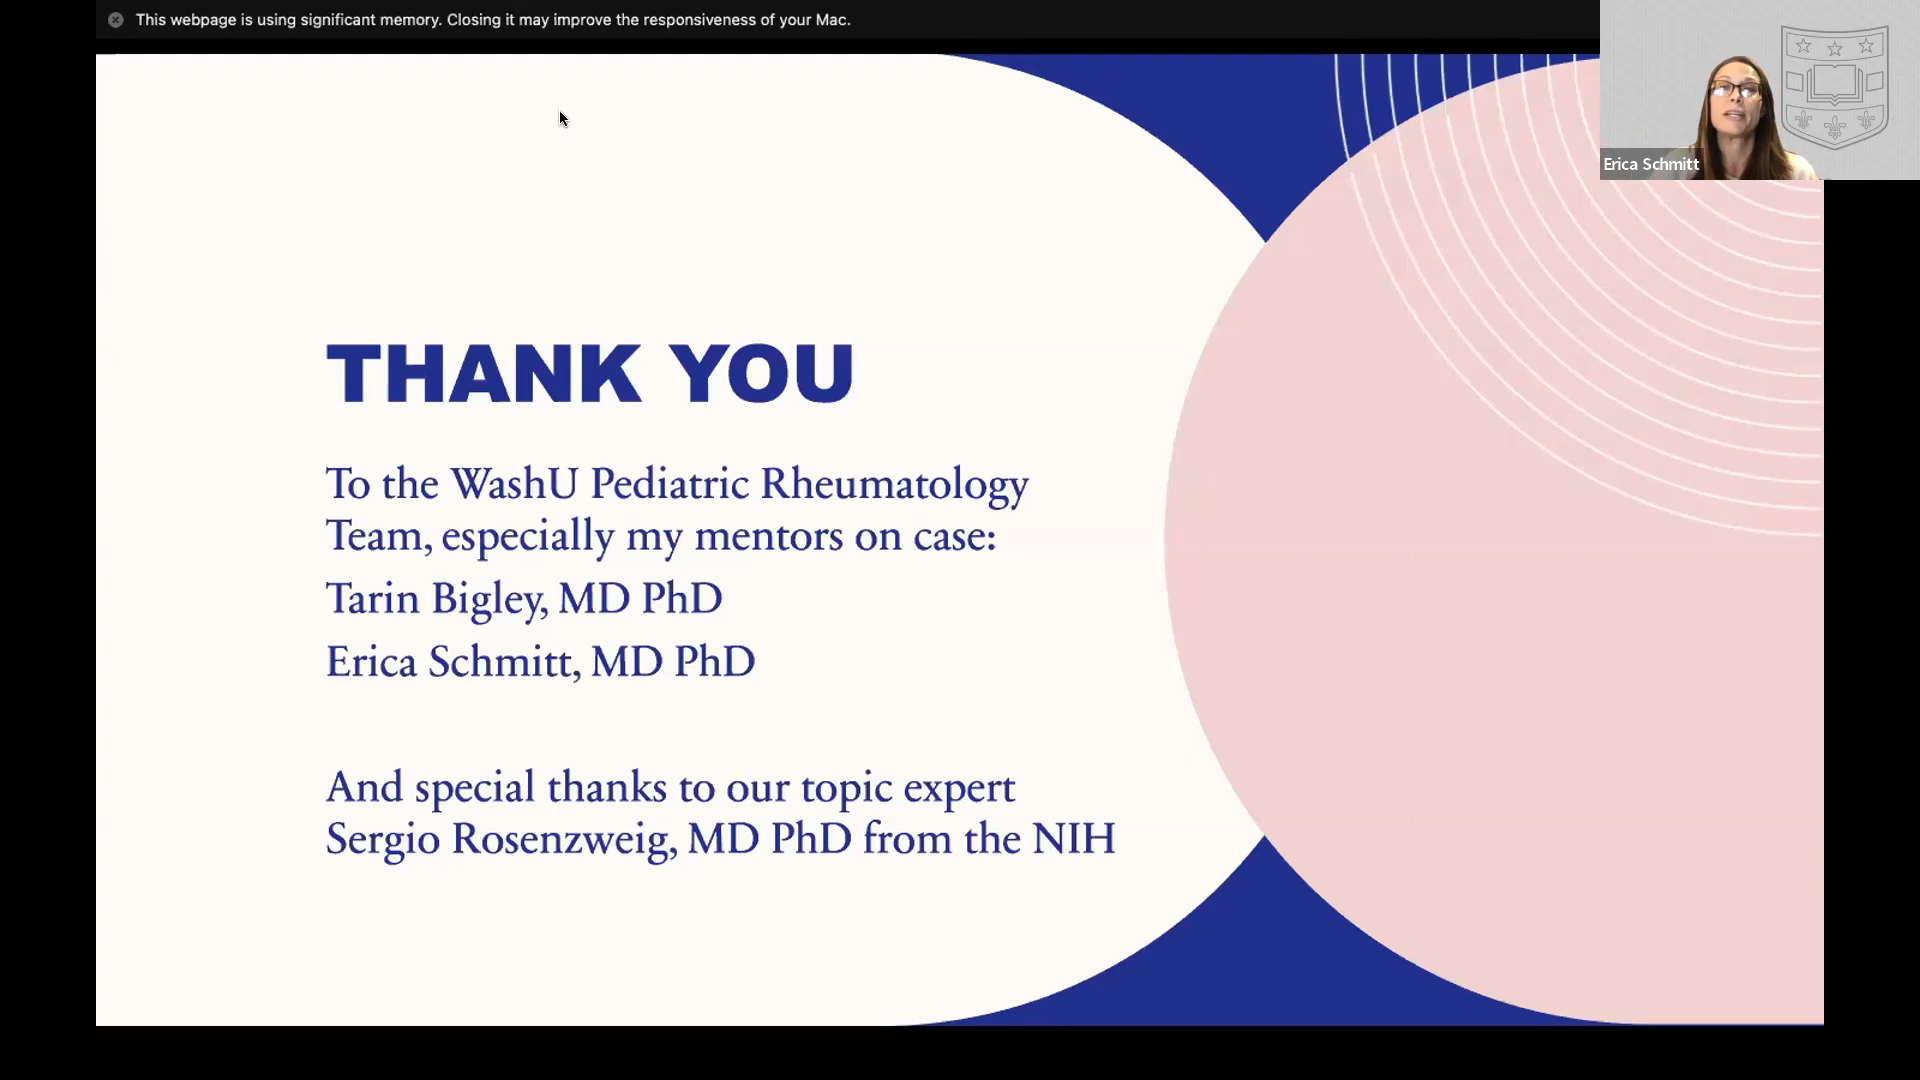 This webpage is using significant memory. Closing it may improve the responsiveness of your Mac.
Erica Schmitt
THANK YOU
To the WashU Pediatric Rheumatology
Team, especially my mentors on case:
Tarin Bigley, MD PhD
Erica Schmitt, MD PhD
And special thanks to our topic expert
Sergio Rosenzweig, MD PhD from the NIH